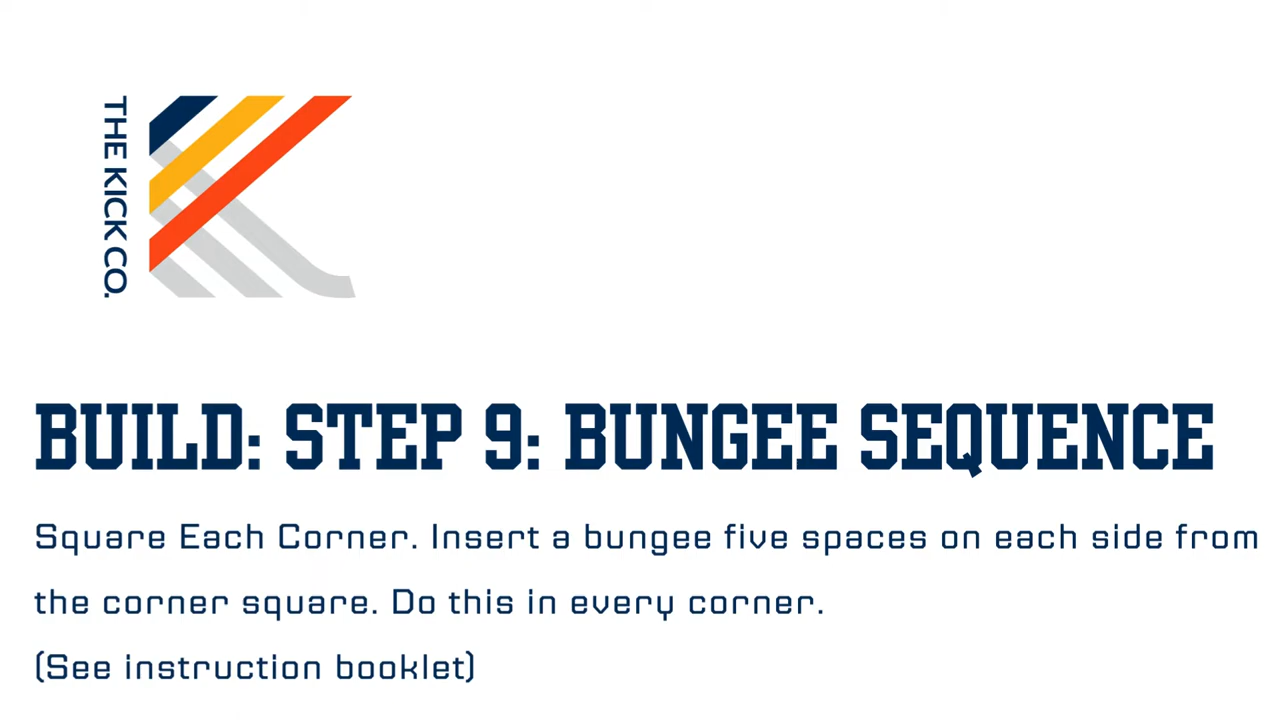 THE KICK CO.
BUILD: STEP 9: BUNGEE SEQUENCE
Square Each Corner. Insert a bungee five spaces on each side from
the corner square. Do this in every corner.
(See instruction booklet)